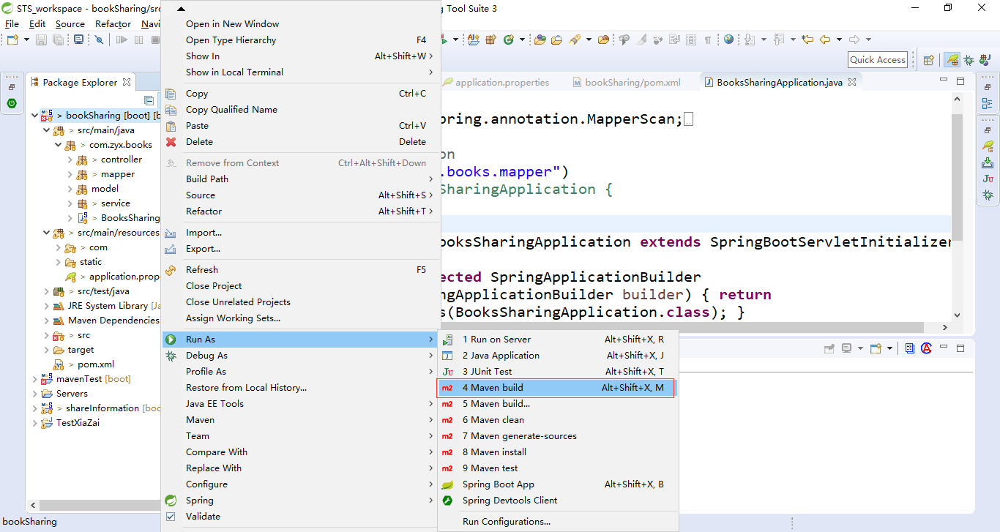 STS_workspace - bookSharing/src
g Tool Suite 3
File Edit Source Refactor Navi
Quick Access
Package Explorer
bookSharing [boot] [b
src/main/java
com.zyx.books
controller
mapper
model
service
BooksSharing
src/main/resources
com
static
application.prope
src/test/java
JRE System Library [Ja
Maven Dependencies
src
target
pom.xml
mavenTest [boot]
Servers
shareInformation [boo
TestXiaZai
bookSharing
Open in New Window
Open Type Hierarchy F4
Show In Alt+Shift+W >
Show in Local Terminal >
Copy Ctrl+C
Copy Qualified Name
Paste Ctrl+V
Delete Delete
Remove from Context Ctrl+Alt+Shift+Down
Build Path >
Source Alt+Shift+S >
Refactor Alt+Shift+T >
Import...
Export...
Refresh F5
Close Project
Close Unrelated Projects
Assign Working Sets...
Run As >
Debug As >
Profile As >
Restore from Local History...
Java EE Tools >
Maven >
Team >
Compare With >
Replace With >
Configure >
Spring >
Validate
1 Run on Server Alt+Shift+X, R
2 Java Application Alt+Shift+X, J
3 JUnit Test Alt+Shift+X, T
4 Maven build Alt+Shift+X, M
5 Maven build...
6 Maven clean
7 Maven generate-sources
8 Maven install
9 Maven test
Spring Boot App Alt+Shift+X, B
Spring Devtools Client
Run Configurations...
application.properties bookSharing/pom.xml BooksSharingApplication.java
pring.annotation.MapperScan;
on
.books.mapper")
SharingApplication {
ooksSharingApplication extends SpringBootServletInitializer
ected SpringApplicationBuilder
ngApplicationBuilder builder) { return
s(BooksSharingApplication.class); }